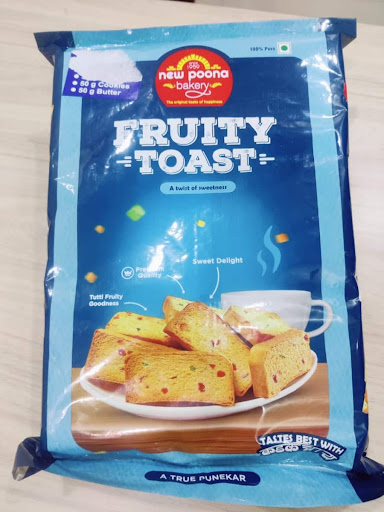 100% Pure
new poona
bakery
The original taste of happiness
• 50 g Cookies
• 50 g Butter
FRUITY
TOAST
A twist of sweetness
Sweet Delight
Premium
Quality
Tutti Fruity
Goodness
TASTES BEST WITH
A TRUE PUNEKAR